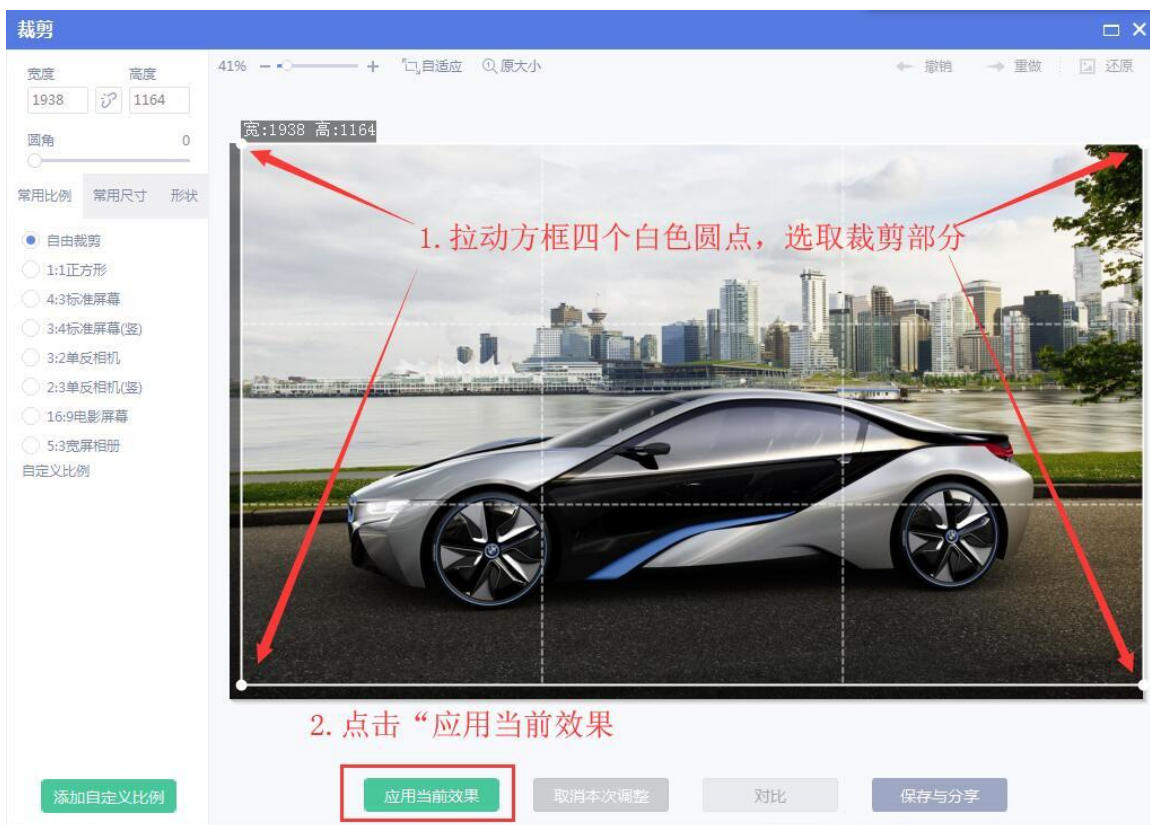 裁剪
宽度 高度
1938 1164
圆角 0
常用比例 常用尺寸 形状
自由裁剪
1:1正方形
4:3标准屏幕
3:4标准屏幕(竖)
3:2单反相机
2:3单反相机(竖)
16:9电影屏幕
5:3宽屏相册
自定义比例
添加自定义比例
41% 自适应 原大小 撤销 重做 还原
宽:1938 高:1164
1.拉动方框四个白色圆点，选取裁剪部分
2.点击“应用当前效果
应用当前效果 取消本次调整 对比 保存与分享